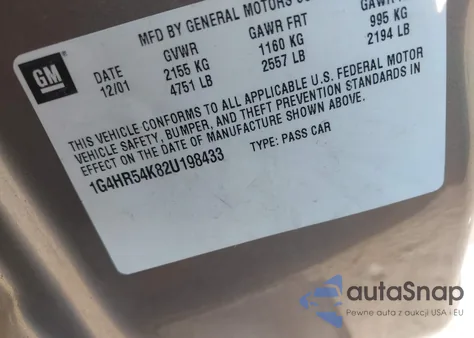 MFD BY GENERAL MOTORS
GM
DATE GVWR GAWR FRT GAWR
12/01 2155 KG 1160 KG 995 KG
4751 LB 2557 LB 2194 LB
THIS VEHICLE CONFORMS TO ALL APPLICABLE U.S. FEDERAL MOTOR
VEHICLE SAFETY, BUMPER, AND THEFT PREVENTION STANDARDS IN
EFFECT ON THE DATE OF MANUFACTURE SHOWN ABOVE.
1G4HR54K82U198433 TYPE: PASS CAR
autoSnap
Pewne auta z aukcji USA i EU